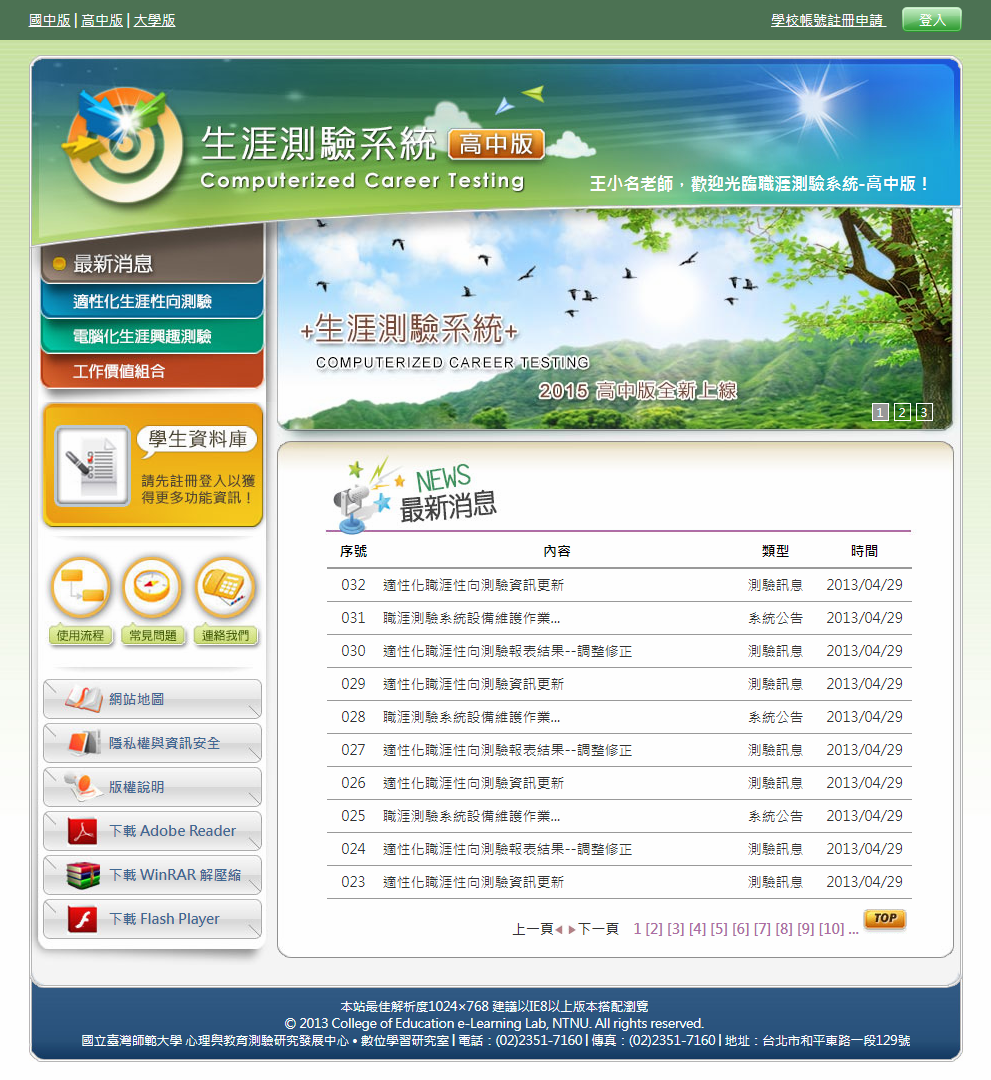 國中版 | 高中版 | 大學版
學校帳號註冊申請
登入
生涯測驗系統 高中版
Computerized Career Testing
王小名老師，歡迎光臨職涯測驗系統-高中版！
最新消息
適性化生涯性向測驗
電腦化生涯興趣測驗
工作價值組合
+生涯測驗系統+
COMPUTERIZED CAREER TESTING
2015 高中版全新上線
1 2 3
學生資料庫
請先註冊登入以獲
得更多功能資訊！
使用流程 常見問題 連絡我們
網站地圖
隱私權與資訊安全
版權說明
下載 Adobe Reader
下載 WinRAR 解壓縮
下載 Flash Player
NEWS
最新消息
序號 內容 類型 時間
032 適性化職涯性向測驗資訊更新 測驗訊息 2013/04/29
031 職涯測驗系統設備維護作業... 系統公告 2013/04/29
030 適性化職涯性向測驗報表結果--調整修正 測驗訊息 2013/04/29
029 適性化職涯性向測驗資訊更新 測驗訊息 2013/04/29
028 職涯測驗系統設備維護作業... 系統公告 2013/04/29
027 適性化職涯性向測驗報表結果--調整修正 測驗訊息 2013/04/29
026 適性化職涯性向測驗資訊更新 測驗訊息 2013/04/29
025 職涯測驗系統設備維護作業... 系統公告 2013/04/29
024 適性化職涯性向測驗報表結果--調整修正 測驗訊息 2013/04/29
023 適性化職涯性向測驗資訊更新 測驗訊息 2013/04/29
上一頁 下一頁 1 [2] [3] [4] [5] [6] [7] [8] [9] [10] ... TOP
本站最佳解析度1024×768 建議以IE8以上版本搭配瀏覽
© 2013 College of Education e-Learning Lab, NTNU. All rights reserved.
國立臺灣師範大學 心理與教育測驗研究發展中心 • 數位學習研究室 | 電話：(02)2351-7160 | 傳真：(02)2351-7160 | 地址：台北市和平東路一段129號